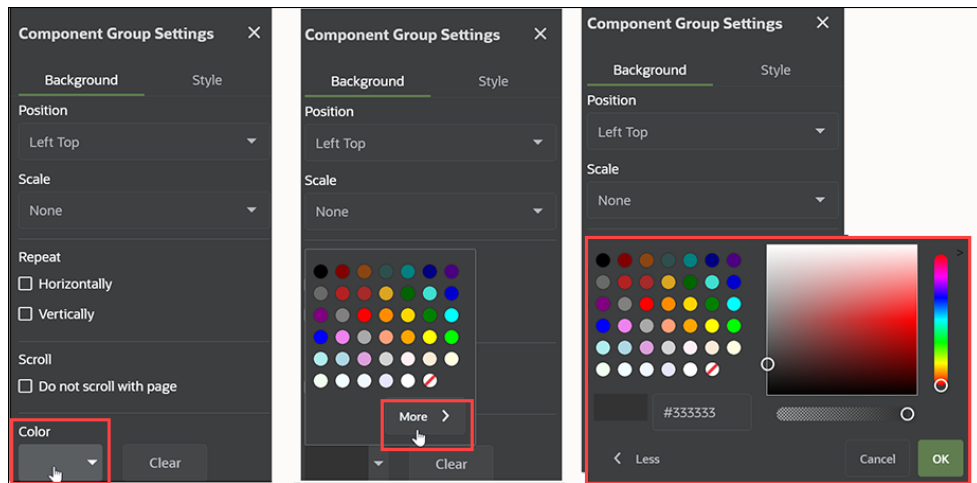 Component Group Settings
Background Style
Position
Left Top
Scale
None
Repeat
Horizontally
Vertically
Scroll
Do not scroll with page
Color
Clear
Component Group Settings
Background Style
Position
Left Top
Scale
None
More
Clear
Component Group Settings
Background Style
Position
Left Top
Scale
None
#333333
Less Cancel OK